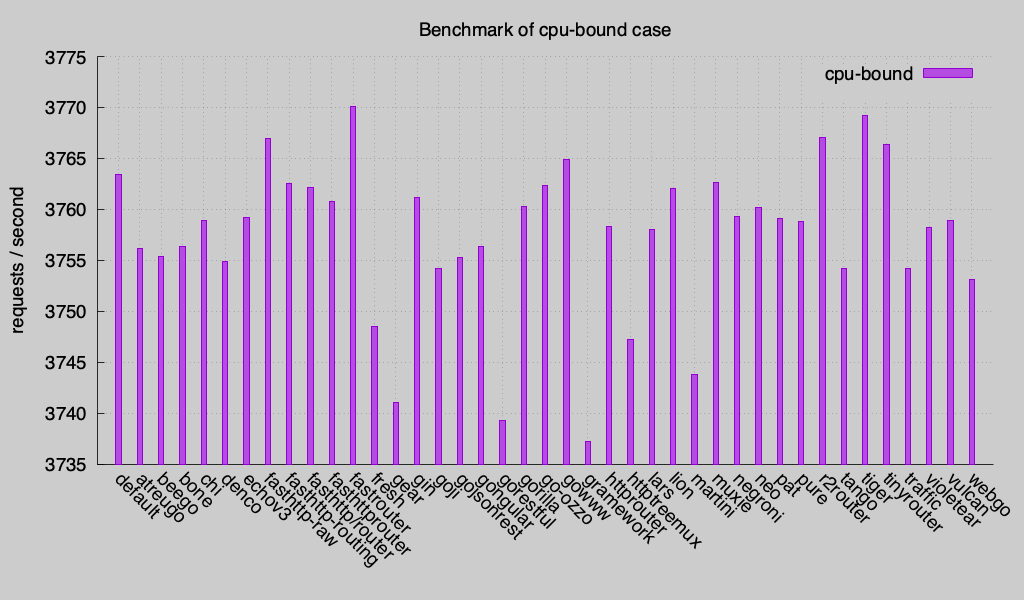 Benchmark of cpu-bound case
cpu-bound
requests / second
3775
3770
3765
3760
3755
3750
3745
3740
3735
default
atreugo
beego
bone
chi
denco
echov3
fasthttp-raw
fasthttp-routing
fasthttp/router
fasthttprouter
fastrouter
fresh
gear
gin
goji
gojsonrest
gongular
gorestful
gorilla
go-ozzo
gowww
gramework
httprouter
httptreemux
lars
lion
martini
muxie
negroni
neo
pat
pure
r2router
tango
tiger
tinyrouter
traffic
violetear
vulcan
webgo